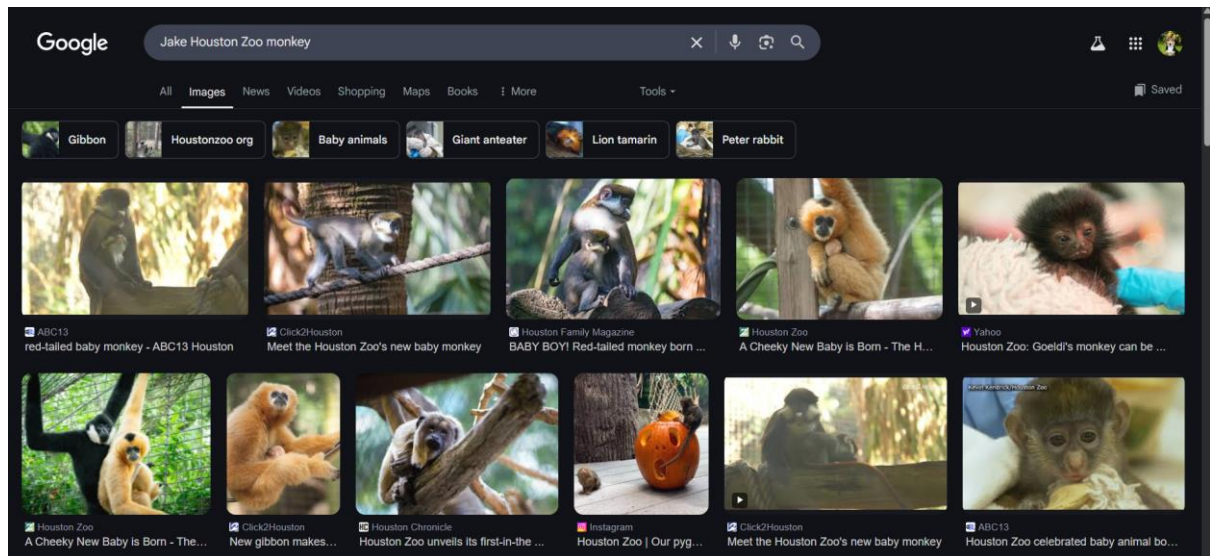 Google
Jake Houston Zoo monkey
All Images News Videos Shopping Maps Books More Tools Saved
Gibbon
Houstonzoo org
Baby animals
Giant anteater
Lion tamarin
Peter rabbit
ABC13
red-tailed baby monkey - ABC13 Houston
Click2Houston
Meet the Houston Zoo's new baby monkey
Houston Family Magazine
BABY BOY! Red-tailed monkey born ...
Houston Zoo
A Cheeky New Baby is Born - The H...
Yahoo
Houston Zoo: Goeldi's monkey can be ...
Houston Zoo
A Cheeky New Baby is Born - The...
Click2Houston
New gibbon makes...
Houston Chronicle
Houston Zoo unveils its first-in-the ...
Instagram
Houston Zoo | Our pyg...
Click2Houston
Meet the Houston Zoo's new baby monkey
Kevin Kendrick/Houston Zoo
ABC13
Houston Zoo celebrated baby animal bo...